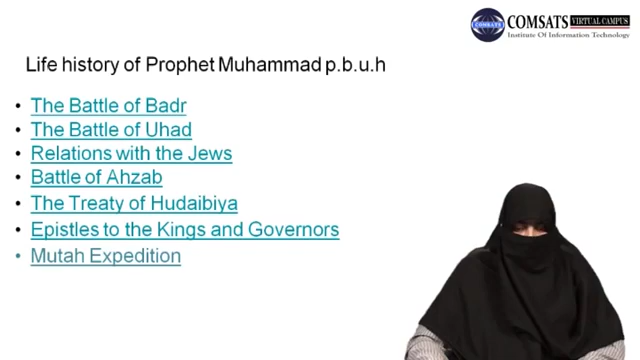 COMSATS VIRTUAL CAMPUS
Institute Of Information Technology
Life history of Prophet Muhammad p.b.u.h
• The Battle of Badr
• The Battle of Uhad
• Relations with the Jews
• Battle of Ahzab
• The Treaty of Hudaibiya
• Epistles to the Kings and Governors
• Mutah Expedition